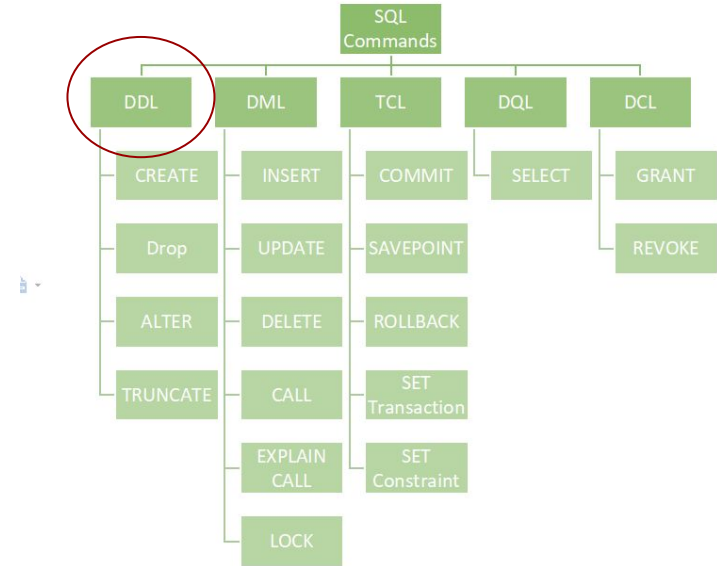 SQL
Commands
DDL
DML
TCL
DQL
DCL
CREATE
INSERT
COMMIT
SELECT
GRANT
Drop
UPDATE
SAVEPOINT
REVOKE
ALTER
DELETE
ROLLBACK
TRUNCATE
CALL
SET
Transaction
EXPLAIN
CALL
SET
Constraint
LOCK